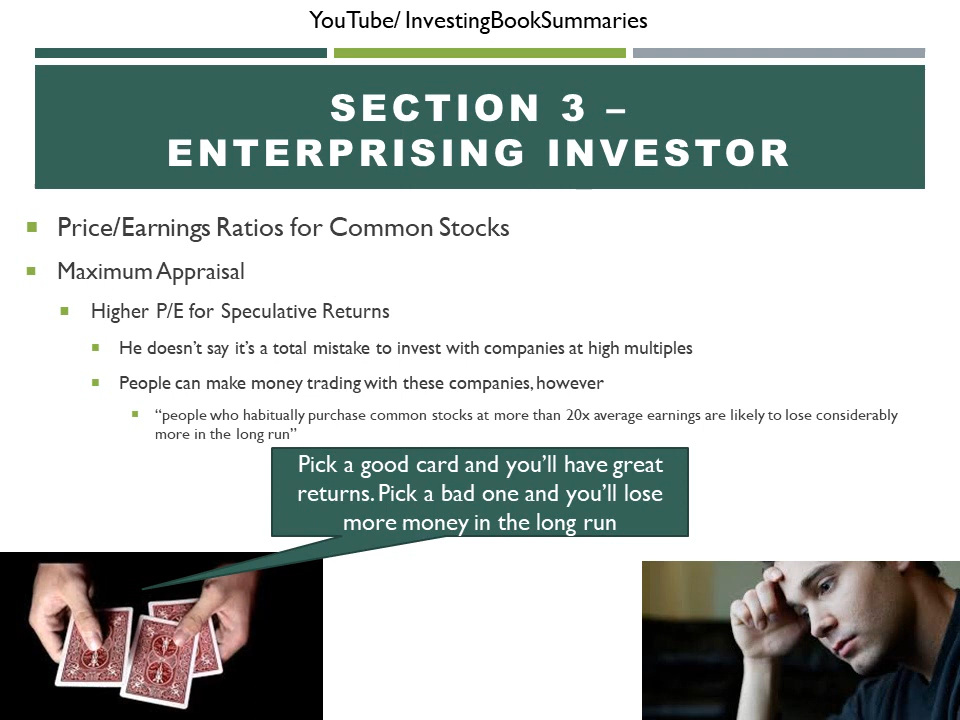 YouTube/ InvestingBookSummaries
SECTION 3 –
ENTERPRISING INVESTOR
Price/Earnings Ratios for Common Stocks
Maximum Appraisal
Higher P/E for Speculative Returns
He doesn’t say it’s a total mistake to invest with companies at high multiples
People can make money trading with these companies, however
“people who habitually purchase common stocks at more than 20x average earnings are likely to lose considerably
more in the long run”
Pick a good card and you’ll have great
returns. Pick a bad one and you’ll lose
more money in the long run